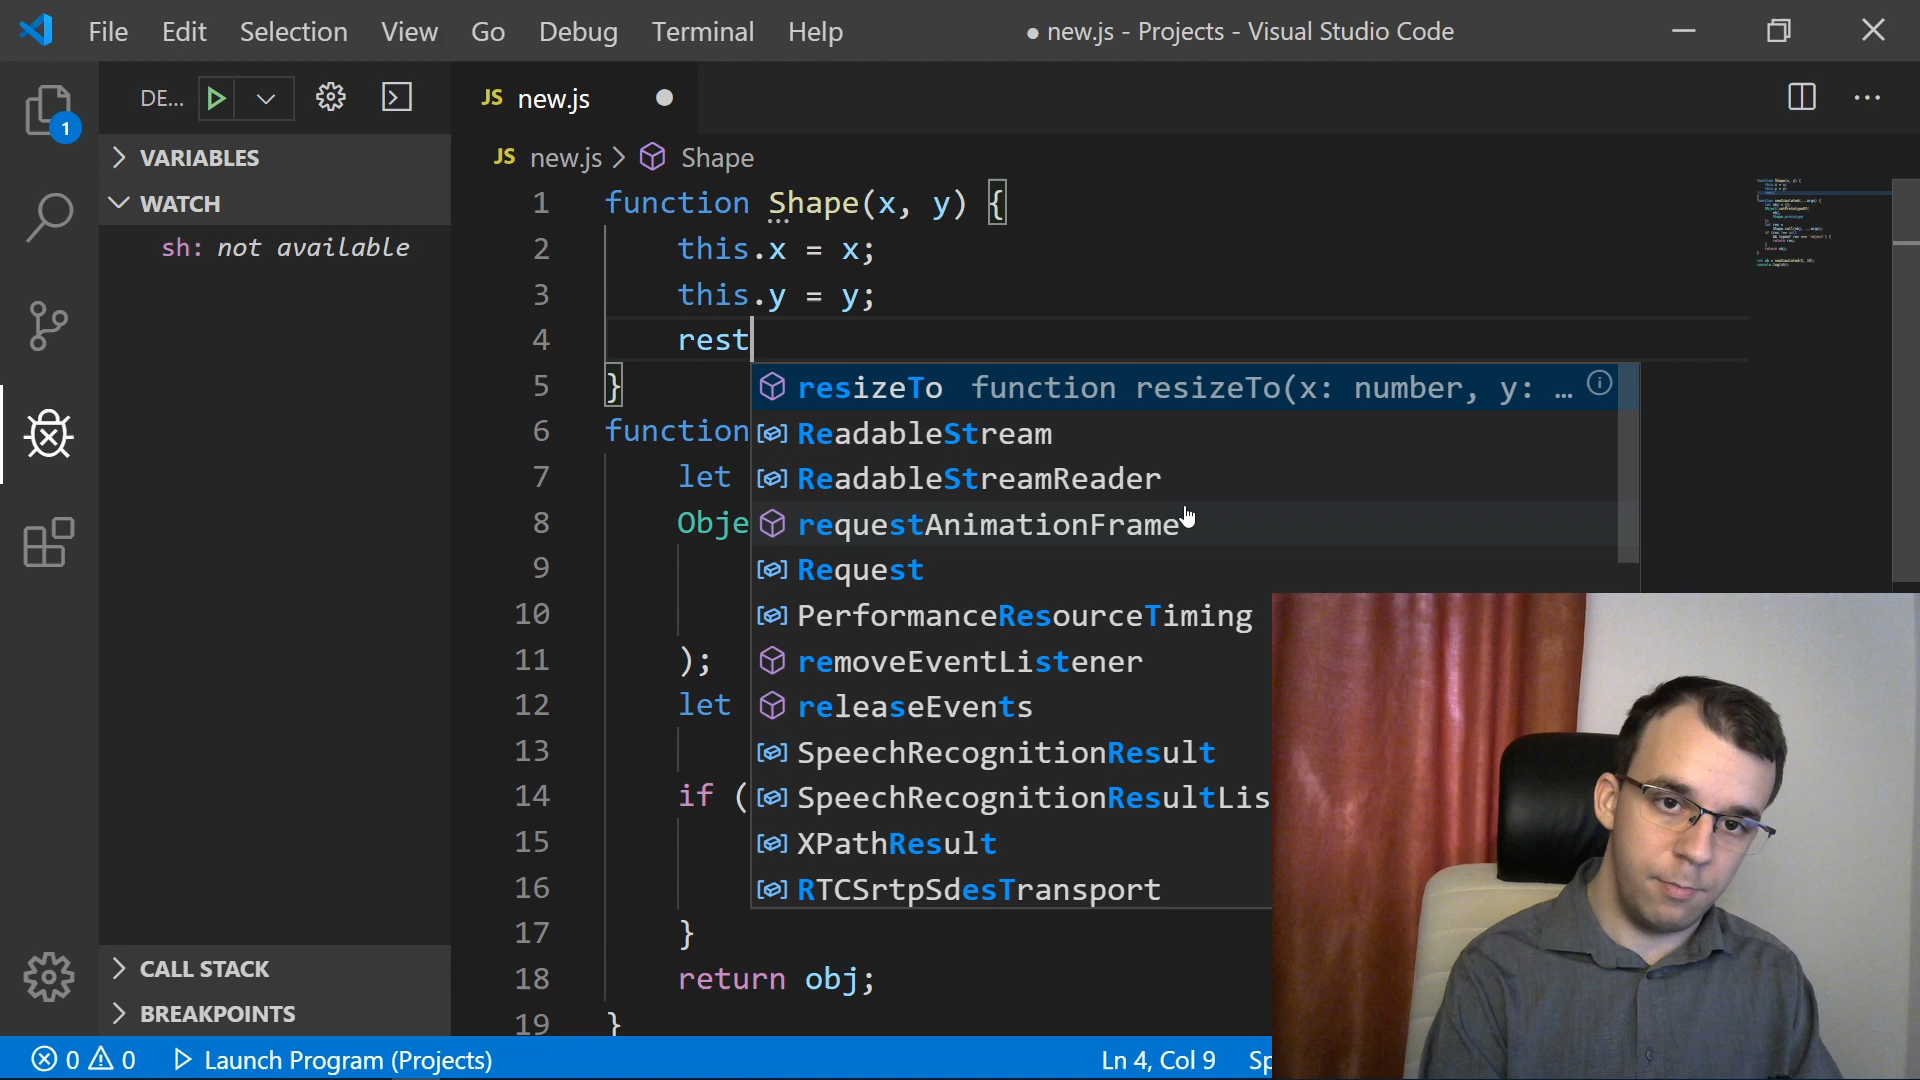 File Edit Selection View Go Debug Terminal Help
● new.js - Projects - Visual Studio Code
1
DE...
JS new.js
VARIABLES
WATCH
sh: not available
CALL STACK
BREAKPOINTS
JS new.js > Shape
1 function Shape(x, y) {
2 this.x = x;
3 this.y = y;
4 rest
5 }
6 function
7 let
8 Obje
9
10
11 );
12 let
13
14 if (
15
16
17 }
18 return obj;
19 }
resizeTo function resizeTo(x: number, y: …
ReadableStream
ReadableStreamReader
requestAnimationFrame
Request
PerformanceResourceTiming
removeEventListener
releaseEvents
SpeechRecognitionResult
SpeechRecognitionResultLis
XPathResult
RTCSrtpSdesTransport
0 0 Launch Program (Projects)
Ln 4, Col 9 Sp